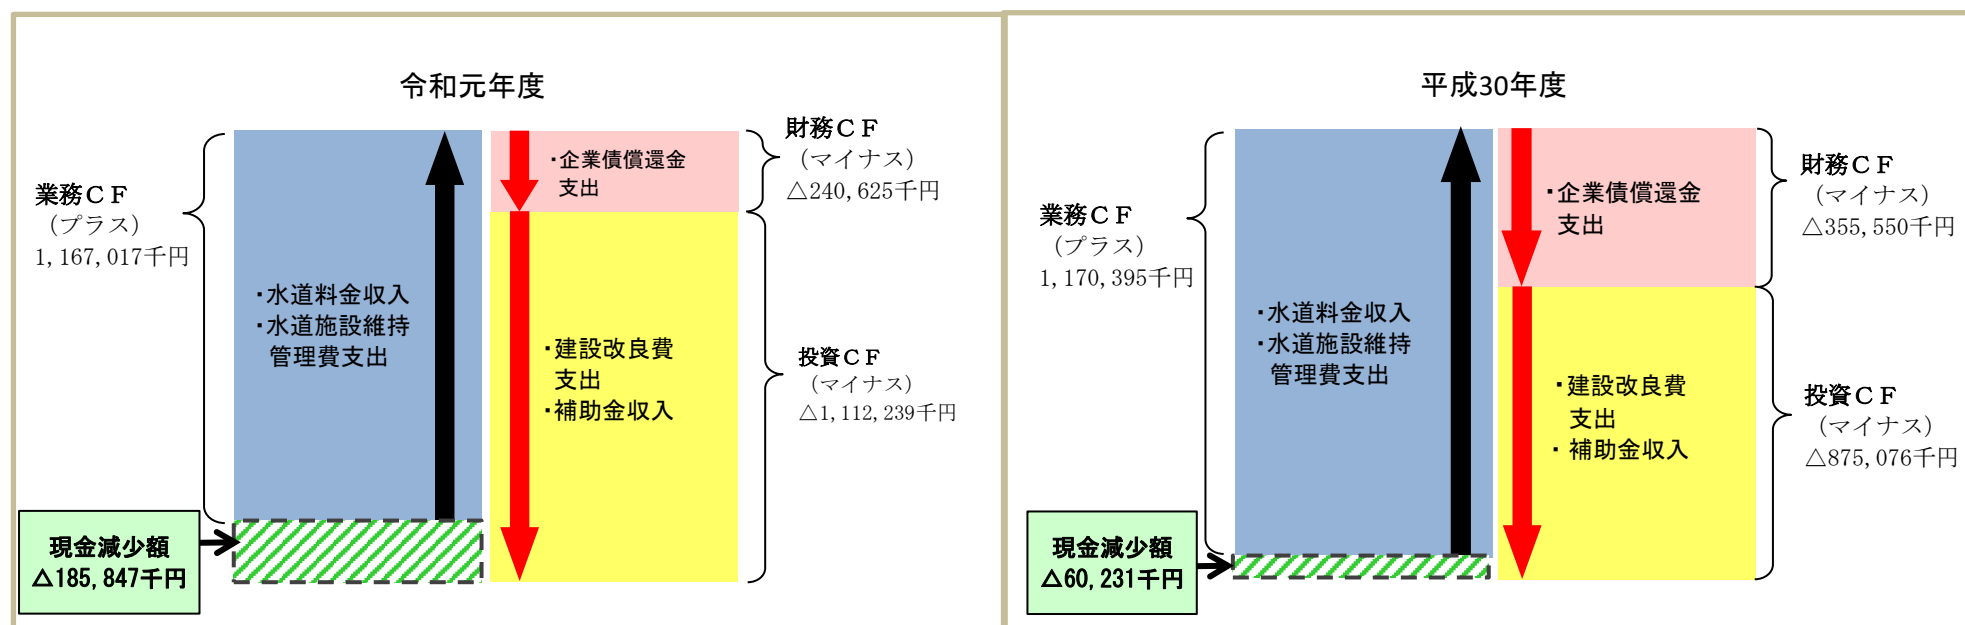 令和元年度
業務ＣＦ
（プラス）
1,167,017千円
・水道料金収入
・水道施設維持
管理費支出
・企業債償還金
支出
・建設改良費
支出
・補助金収入
財務ＣＦ
（マイナス）
△240,625千円
投資ＣＦ
（マイナス）
△1,112,239千円
現金減少額
△185,847千円
平成30年度
業務ＣＦ
（プラス）
1,170,395千円
・水道料金収入
・水道施設維持
管理費支出
・企業債償還金
支出
・建設改良費
支出
・補助金収入
財務ＣＦ
（マイナス）
△355,550千円
投資ＣＦ
（マイナス）
△875,076千円
現金減少額
△60,231千円